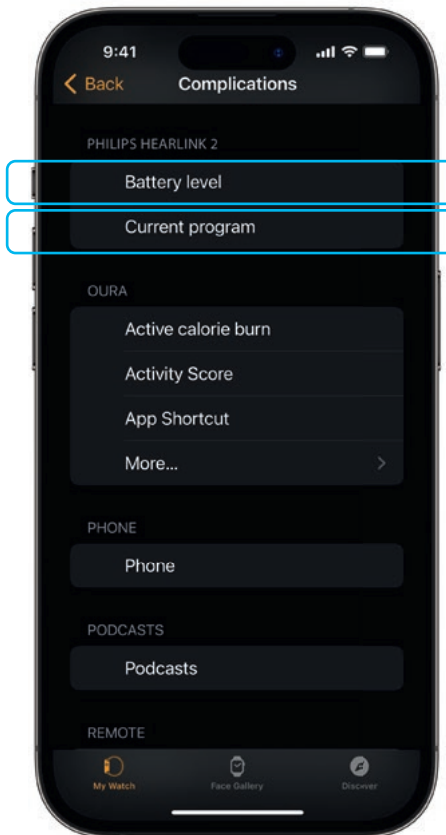 9:41
Back
Complications
PHILIPS HEARLINK 2
Battery level
Current program
OURA
Active calorie burn
Activity Score
App Shortcut
More...
PHONE
Phone
PODCASTS
Podcasts
REMOTE
My Watch
Face Gallery
Discover